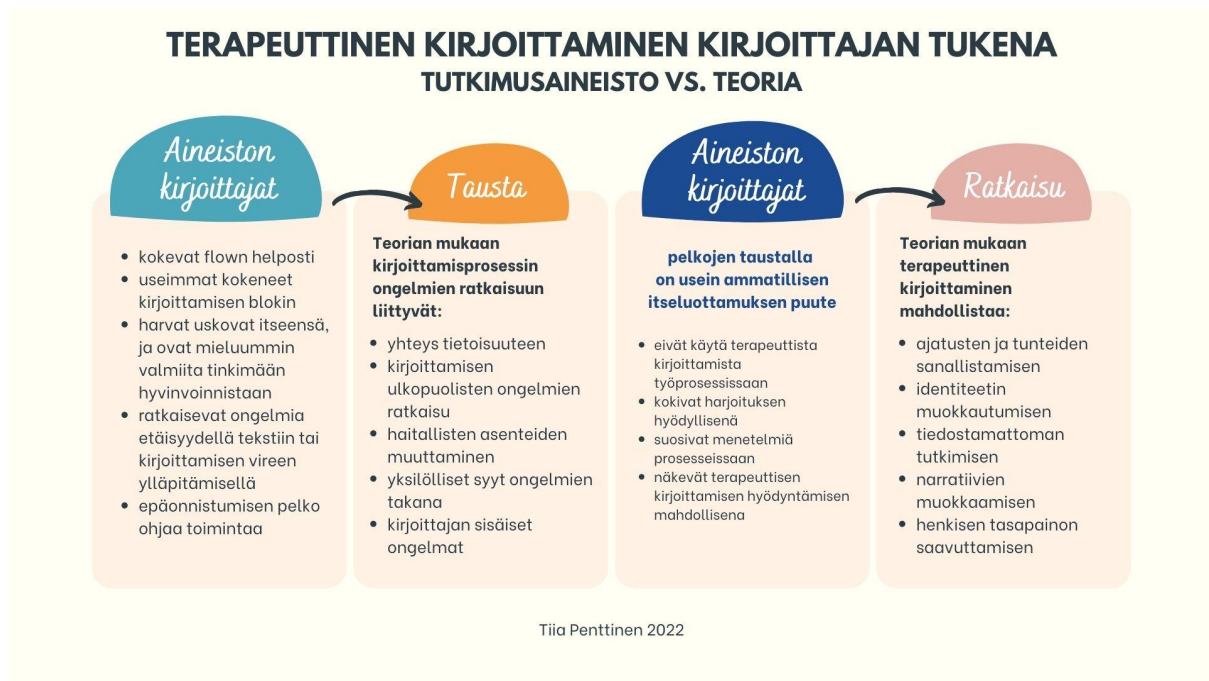 TERAPEUTTINEN KIRJOITTAMINEN KIRJOITTAJAN TUKENA
TUTKIMUSAINEISTO VS. TEORIA
Aineiston
kirjoittajat
• kokevat flown helposti
• useimmat kokeneet
kirjoittamisen blokin
• harvat uskovat itseensä,
ja ovat mieluummin
valmiita tinkimään
hyvinvoinnistaan
• ratkaisevat ongelmia
etäisyydellä tekstiin tai
kirjoittamisen vireen
ylläpitämisellä
• epäonnistumisen pelko
ohjaa toimintaa
Tausta
Teorian mukaan
kirjoittamisprosessin
ongelmien ratkaisuun
liittyvät:
• yhteys tietoisuuteen
• kirjoittamisen
ulkopuolisten ongelmien
ratkaisu
• haitallisten asenteiden
muuttaminen
• yksilölliset syyt ongelmien
takana
• kirjoittajan sisäiset
ongelmat
Aineiston
kirjoittajat
pelkojen taustalla
on usein ammatillisen
itseluottamuksen puute
• eivät käytä terapeuttista
kirjoittamista
työprosessissaan
• kokivat harjoituksen
hyödyllisenä
• suosivat menetelmiä
prosesseissaan
• näkevät terapeuttisen
kirjoittamisen hyödyntämisen
mahdollisena
Ratkaisu
Teorian mukaan
terapeuttinen
kirjoittaminen
mahdollistaa:
• ajatusten ja tunteiden
sanallistamisen
• identiteetin
muokkautumisen
• tiedostamattoman
tutkimisen
• narratiivien
muokkaamisen
• henkisen tasapainon
saavuttamisen
Tiia Penttinen 2022